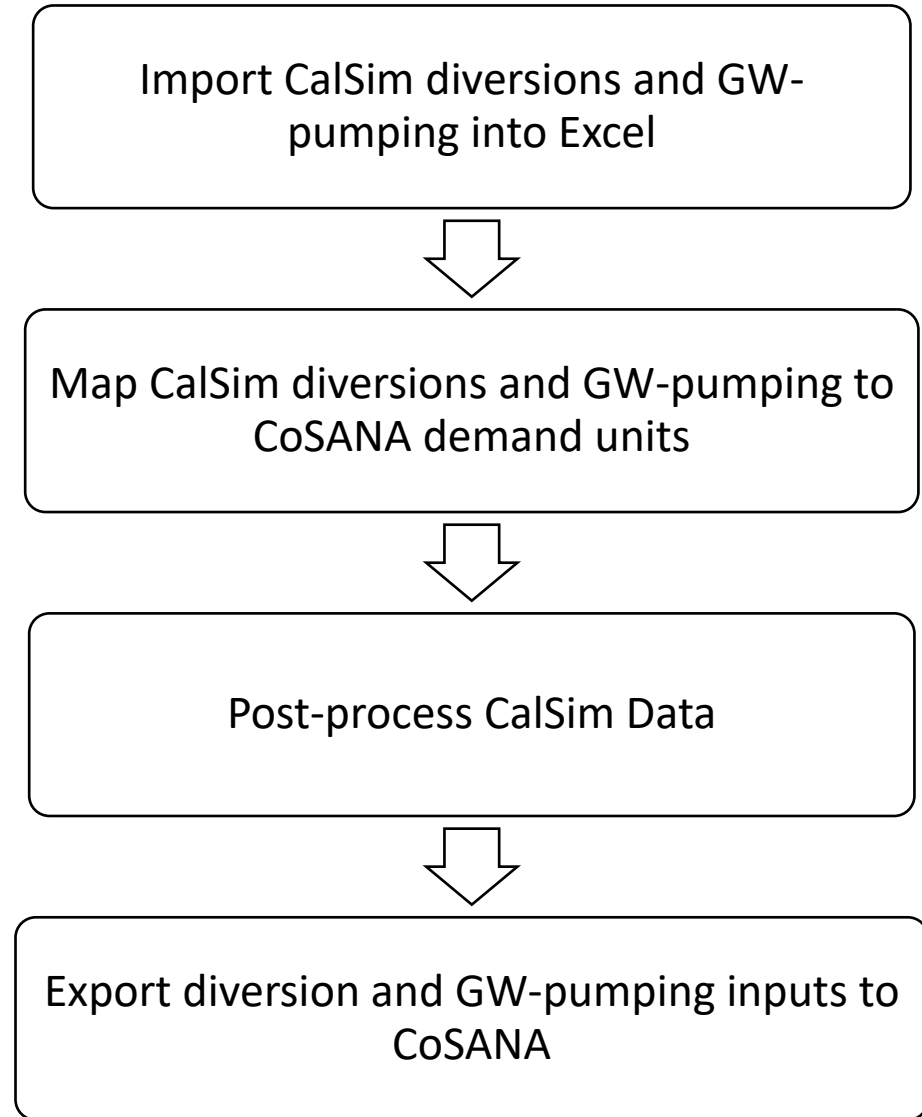 Import CalSim diversions and GW-
pumping into Excel
Map CalSim diversions and GW-pumping to
CoSANA demand units
Post-process CalSim Data
Export diversion and GW-pumping inputs to
CoSANA